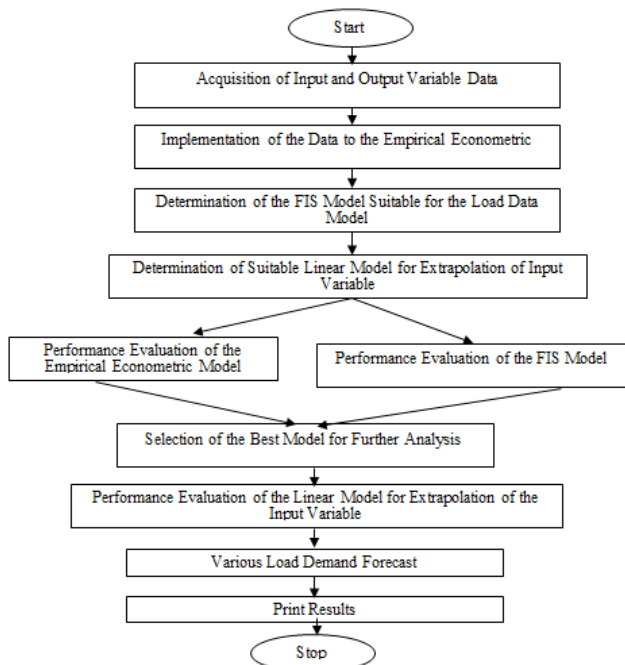 Start
Acquisition of Input and Output Variable Data
Implementation of the Data to the Empirical Econometric
Determination of the FIS Model Suitable for the Load Data
Model
Determination of Suitable Linear Model for Extrapolation of Input
Variable
Performance Evaluation of the
Empirical Econometric Model
Performance Evaluation of the FIS Model
Selection of the Best Model for Further Analysis
Performance Evaluation of the Linear Model for Extrapolation of the
Input Variable
Various Load Demand Forecast
Print Results
Stop